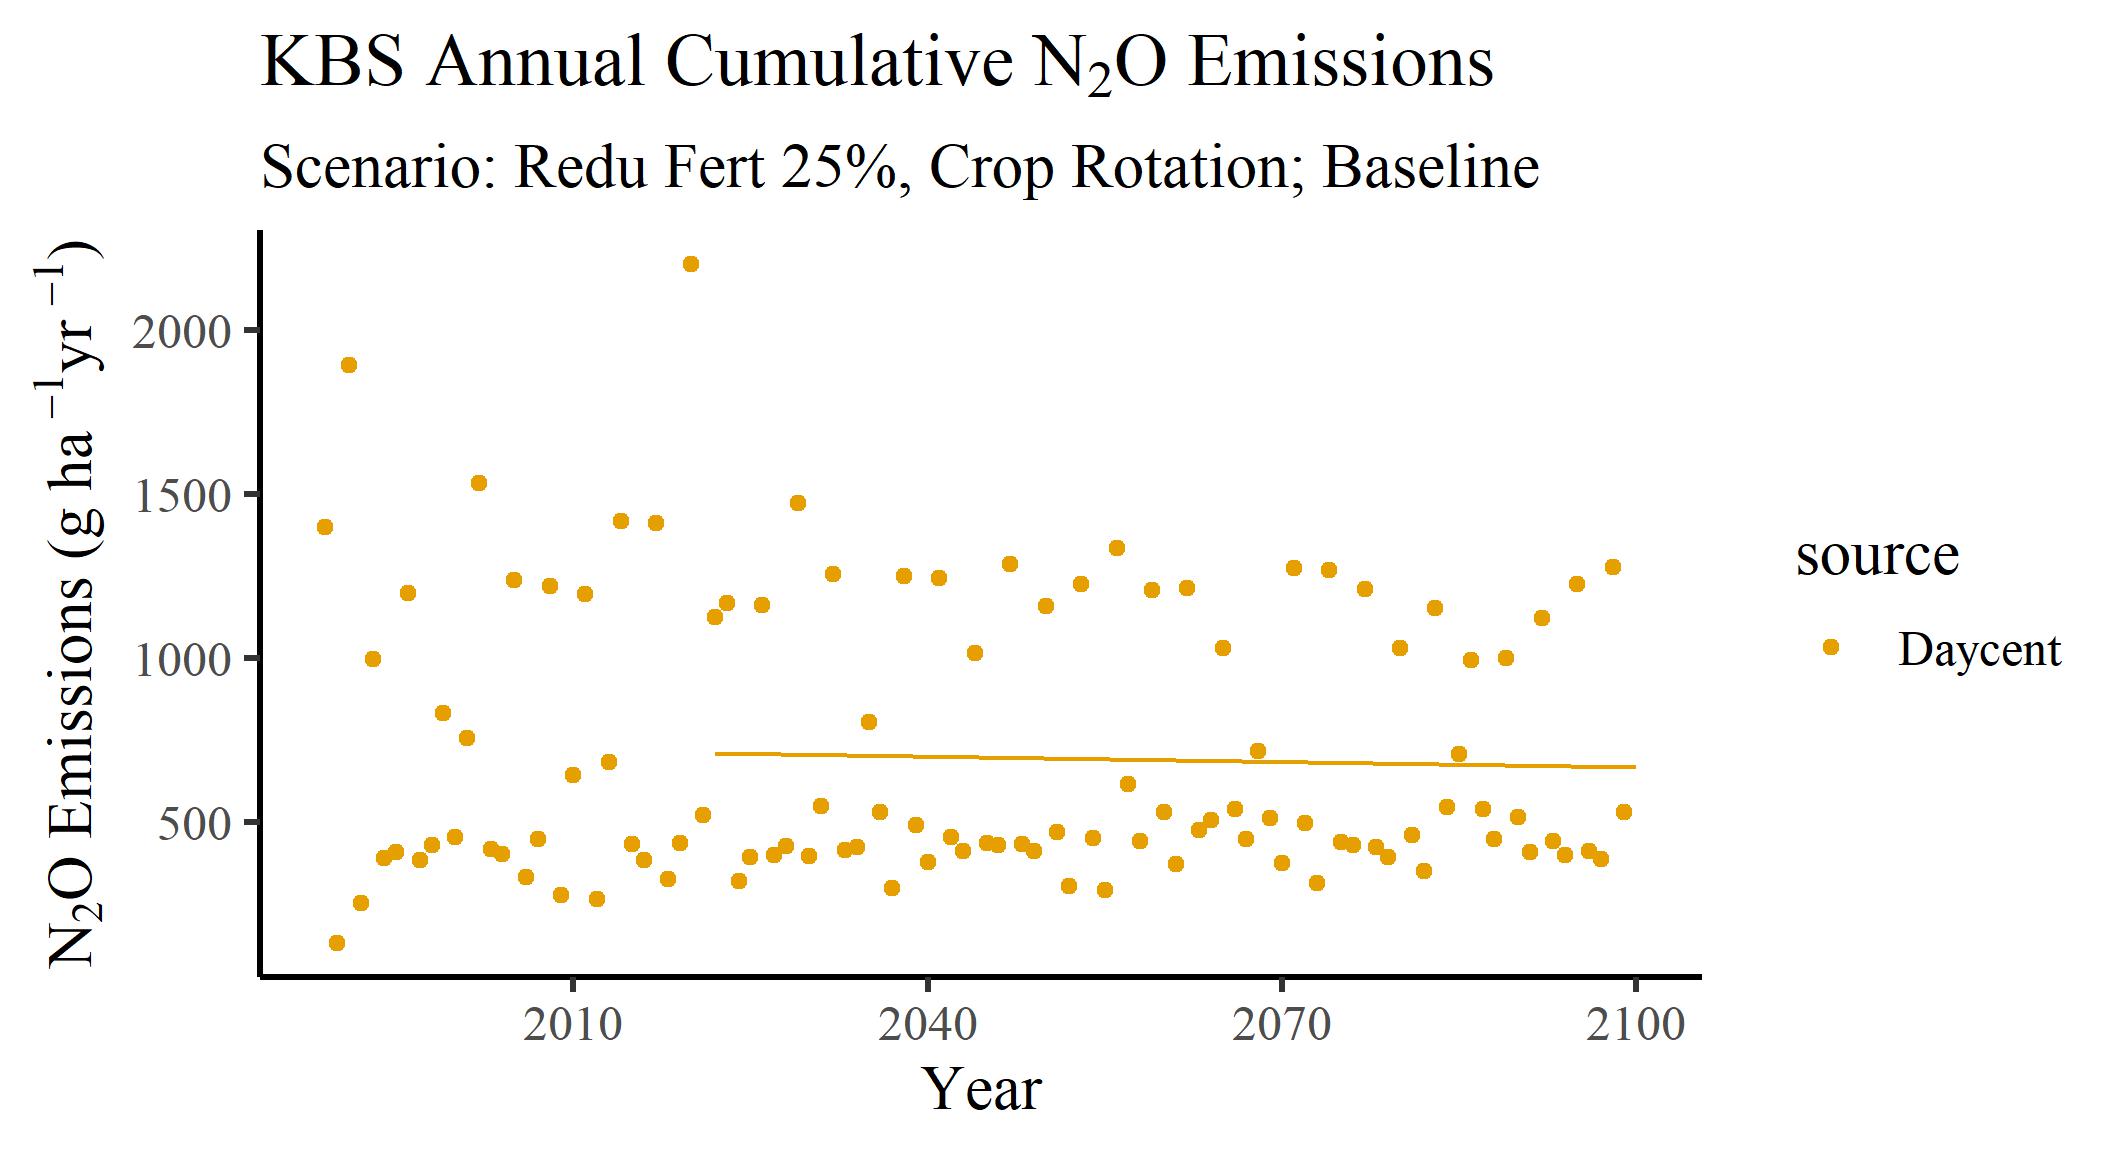 KBS Annual Cumulative N₂O Emissions
Scenario: Redu Fert 25%, Crop Rotation; Baseline
N₂O Emissions (g ha ⁻¹yr ⁻¹)
2000
1500
1000
500
2010 2040 2070 2100
Year
source
Daycent